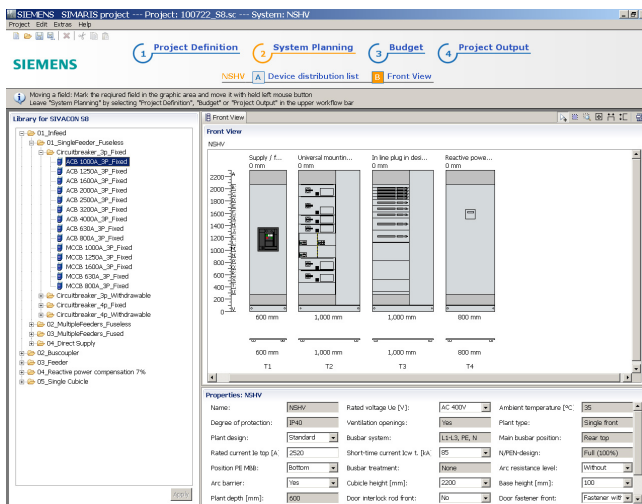 SIEMENS SIMARIS project --- Project: 100722_S8.sc --- System: NSHV
Project Edit Extras Help
SIEMENS
1 Project Definition 2 System Planning 3 Budget 4 Project Output
NSHV A Device distribution list B Front View
Moving a field: Mark the required field in the graphic area and move it with held left mouse button
Leave "System Planning" by selecting "Project Definition", "Budget" or "Project Output" in the upper workflow bar
Library for SIVACON S8
01_Infeed
01_SingleFeeder_Fuseless
Circuitbreaker_3p_Fixed
ACB 1000A_3P_Fixed
ACB 1250A_3P_Fixed
ACB 1600A_3P_Fixed
ACB 2000A_3P_Fixed
ACB 2500A_3P_Fixed
ACB 3200A_3P_Fixed
ACB 4000A_3P_Fixed
ACB 630A_3P_Fixed
ACB 800A_3P_Fixed
MCCB 1000A_3P_Fixed
MCCB 1250A_3P_Fixed
MCCB 1600A_3P_Fixed
MCCB 630A_3P_Fixed
MCCB 800A_3P_Fixed
Circuitbreaker_3p_Withdrawable
Circuitbreaker_4p_Fixed
Circuitbreaker_4p_Withdrawable
02_MultipleFeeders_Fuseless
03_MultipleFeeders_Fused
04_Direct Supply
02_Buscoupler
03_Feeder
04_Reactive power compensation 7%
05_Single Cubicle
Apply
Front View
Front View
NSHV
Supply / f... Universal mountin... In line plug in desi... Reactive powe...
0 mm 0 mm 0 mm 0 mm
2200
2000
1800
1600
1400
1200
1000
800
600
400
200
0
600 mm 1,000 mm 1,000 mm 800 mm
600 mm 1,000 mm 1,000 mm 800 mm
T1 T2 T3 T4
Properties: NSHV
Name: NSHV Rated voltage Ue [V]: AC 400V Ambient temperature [°C] 35
Degree of protection: IP40 Ventilation openings: Yes Plant type: Single front
Plant design: Standard Busbar system: L1-L3, PE, N Main busbar position: Rear top
Rated current Ie top [A] 2520 Short-time current Icw t. [kA] 85 N/PEN-design: Full (100%)
Position PE MBB: Bottom Busbar treatment: None Arc resistance level: Without
Arc barrier: Yes Cubicle height [mm]: 2200 Base height [mm]: 100
Plant depth [mm]: 600 Door interlock rod front: No Door fastener front: Fastener with